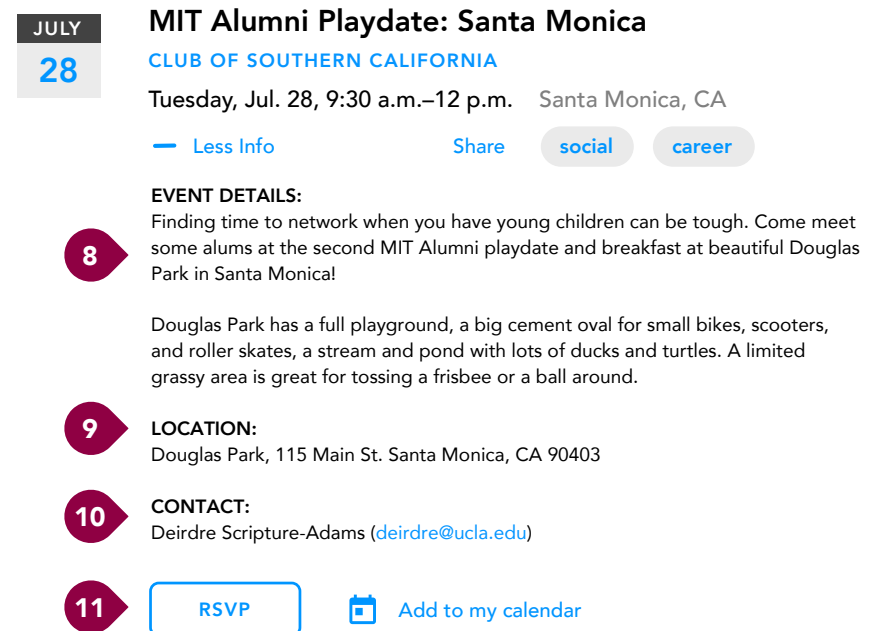 JULY
28
MIT Alumni Playdate: Santa Monica
CLUB OF SOUTHERN CALIFORNIA
Tuesday, Jul. 28, 9:30 a.m.–12 p.m. Santa Monica, CA
Less Info Share social career
EVENT DETAILS:
8
Finding time to network when you have young children can be tough. Come meet
some alums at the second MIT Alumni playdate and breakfast at beautiful Douglas
Park in Santa Monica!
Douglas Park has a full playground, a big cement oval for small bikes, scooters,
and roller skates, a stream and pond with lots of ducks and turtles. A limited
grassy area is great for tossing a frisbee or a ball around.
9
LOCATION:
Douglas Park, 115 Main St. Santa Monica, CA 90403
10
CONTACT:
Deirdre Scripture-Adams (deirdre@ucla.edu)
11
RSVP Add to my calendar